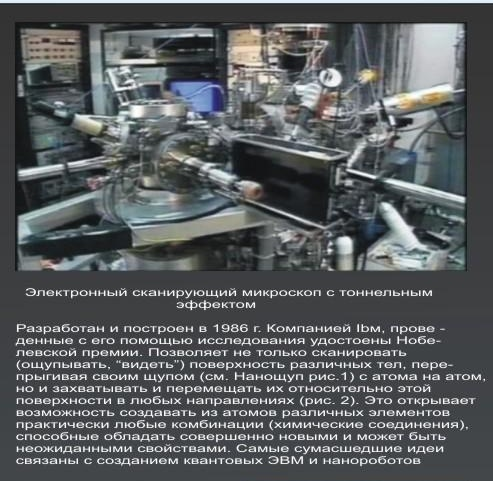 Электронный сканирующий микроскоп с тоннельным
эффектом
Разработан и построен в 1986 г. Компанией Ibm, прове -
денные с его помощью исследования удостоены Нобе-
левской премии. Позволяет не только сканировать
(ощупывать, “видеть”) поверхность различных тел, пере-
прыгивая своим щупом (см. Нанощуп рис.1) с атома на атом,
но и захватывать и перемещать их относительно этой
поверхности в любых направлениях (рис. 2). Это открывает
возможность создавать из атомов различных элементов
практически любые комбинации (химические соединения),
способные обладать совершенно новыми и может быть
неожиданными свойствами. Самые сумасшедшие идеи
связаны с созданием квантовых ЭВМ и нанороботов